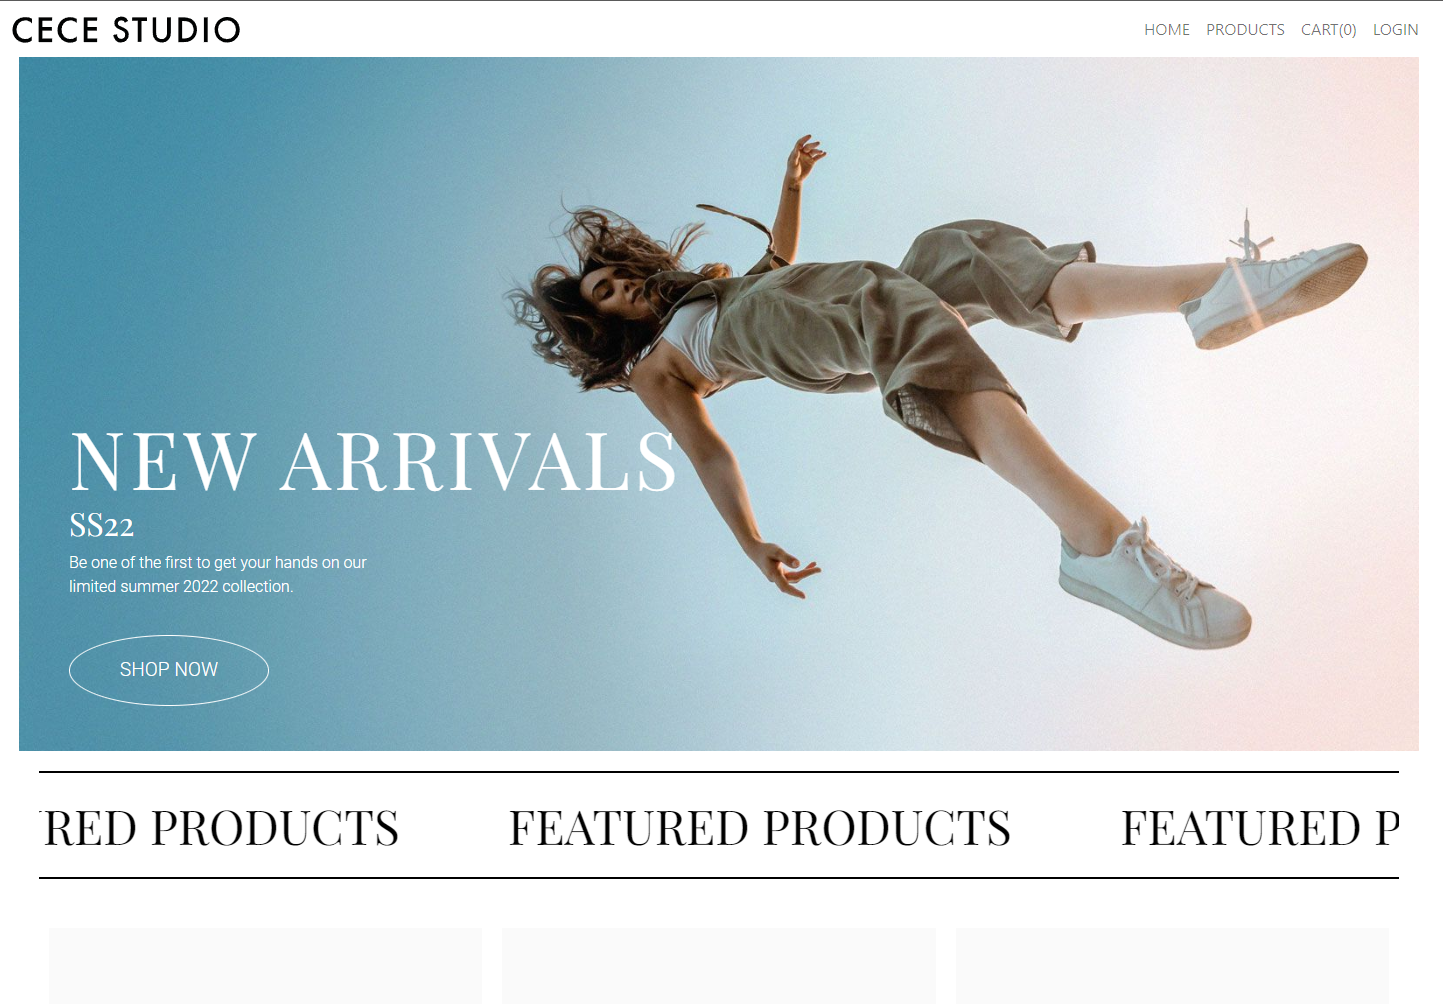 CECE STUDIO
HOME PRODUCTS CART(0) LOGIN
NEW ARRIVALS
SS22
Be one of the first to get your hands on our
limited summer 2022 collection.
SHOP NOW
RED PRODUCTS FEATURED PRODUCTS FEATURED P